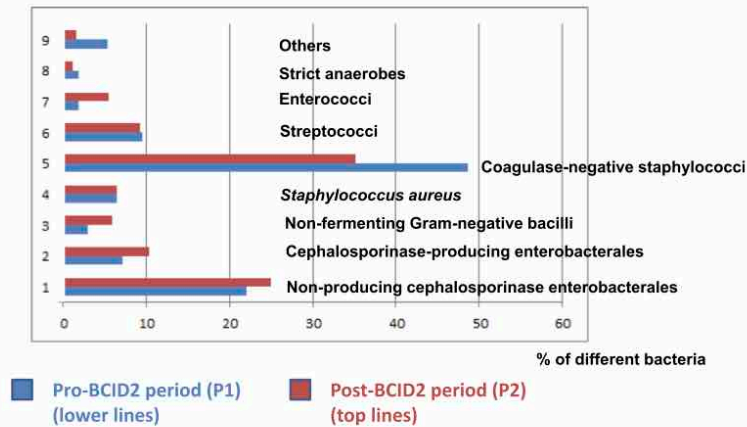 9 Others
8 Strict anaerobes
7 Enterococci
6 Streptococci
5 Coagulase-negative staphylococci
4 Staphylococcus aureus
3 Non-fermenting Gram-negative bacilli
2 Cephalosporinase-producing enterobacterales
1 Non-producing cephalosporinase enterobacterales
0 10 20 30 40 50 60
% of different bacteria
Pro-BCID2 period (P1) Post-BCID2 period (P2)
(lower lines) (top lines)